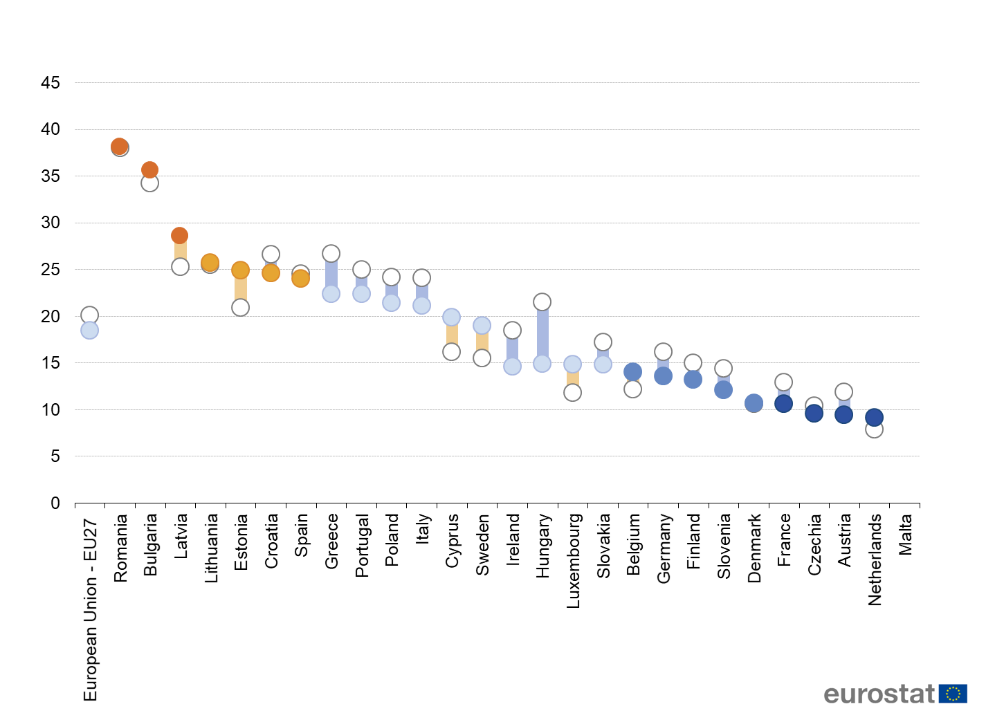 45
40
35
30
25
20
15
10
5
0
European Union - EU27
Romania
Bulgaria
Latvia
Lithuania
Estonia
Croatia
Spain
Greece
Portugal
Poland
Italy
Cyprus
Sweden
Ireland
Hungary
Luxembourg
Slovakia
Belgium
Germany
Finland
Slovenia
Denmark
France
Czechia
Austria
Netherlands
Malta
eurostat